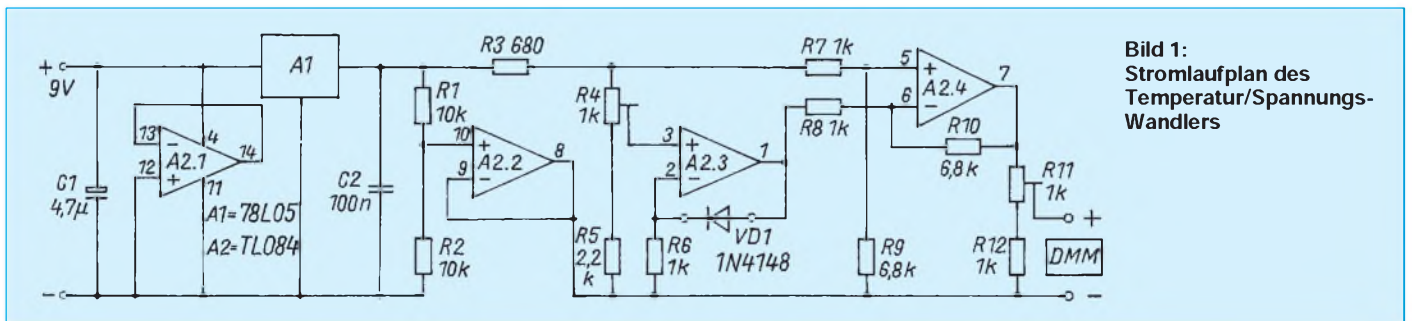 R3 680
A1
R7 1k
Bild 1:
Stromlaufplan des
Temperatur/Spannungs-
Wandlers
+
9V
R1
10k
R4
1k
5
+
A2.4
7
6
−
R8 1k
13
−
4
A2.1
14
12
+
11
10
+
A2.2
8
9
−
3
+
A2.3
1
2
−
R10
6,8k
R11
1k
+
C1
4,7µ
A1=78L05
A2=TL084
C2
100n
R2
10k
R5
2,2
k
R6
1k
VD1
1N4148
R9
6,8k
R12
1k
DMM
−
−